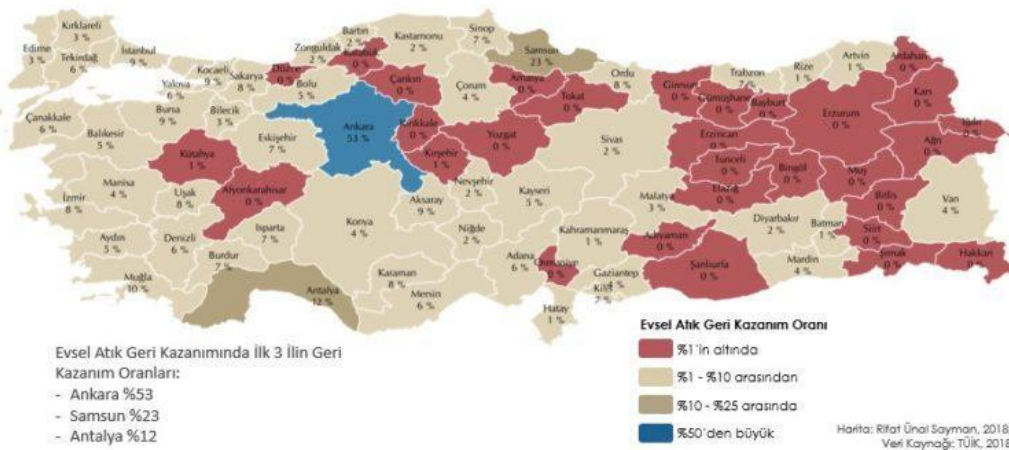 Kırklareli
3 %
Edirne
3 %
Tekirdağ
6 %
İstanbul
9 %
Yalova
6 %
Kocaeli
9 %
Sakarya
8 %
Düzce
0 %
Zonguldak
2 %
Bartın
2 %
Karabük
0 %
Kastamonu
2 %
Sinop
7 %
Samsun
23 %
Ordu
8 %
Giresun
0 %
Trabzon
7 %
Rize
1 %
Artvin
1 %
Ardahan
0 %
Kars
0 %
Iğdır
0 %
Ağrı
0 %
Erzurum
0 %
Bayburt
0 %
Gümüşhane
0 %
Erzincan
0 %
Tunceli
0 %
Bingöl
0 %
Muş
0 %
Bitlis
0 %
Van
4 %
Hakkari
0 %
Şırnak
0 %
Siirt
0 %
Batman
1 %
Mardin
4 %
Diyarbakır
2 %
Elazığ
0 %
Malatya
3 %
Adıyaman
0 %
Şanlıurfa
0 %
Gaziantep
4 %
Kilis
7 %
Kahramanmaraş
1 %
Osmaniye
0 %
Hatay
1 %
Adana
6 %
Mersin
6 %
Karaman
8 %
Konya
4 %
Niğde
2 %
Aksaray
9 %
Nevşehir
2 %
Kayseri
5 %
Sivas
2 %
Tokat
0 %
Amasya
0 %
Çorum
4 %
Yozgat
0 %
Kırşehir
1 %
Kırıkkale
0 %
Çankırı
0 %
Ankara
53 %
Bolu
5 %
Bilecik
3 %
Eskişehir
7 %
Bursa
9 %
Çanakkale
6 %
Balıkesir
5 %
Kütahya
1 %
Manisa
4 %
İzmir
8 %
Uşak
8 %
Afyonkarahisar
0 %
Aydın
5 %
Denizli
6 %
Isparta
7 %
Burdur
7 %
Muğla
10 %
Antalya
12 %
Evsel Atık Geri Kazanımında İlk 3 İlin Geri
Kazanım Oranları:
- Ankara %53
- Samsun %23
- Antalya %12
Evsel Atık Geri Kazanım Oranı
%1'in altında
%1 - %10 arasından
%10 - %25 arasında
%50'den büyük
Harita: Rifat Ünal Sayman, 2018
Veri Kaynağı: TÜİK, 2018